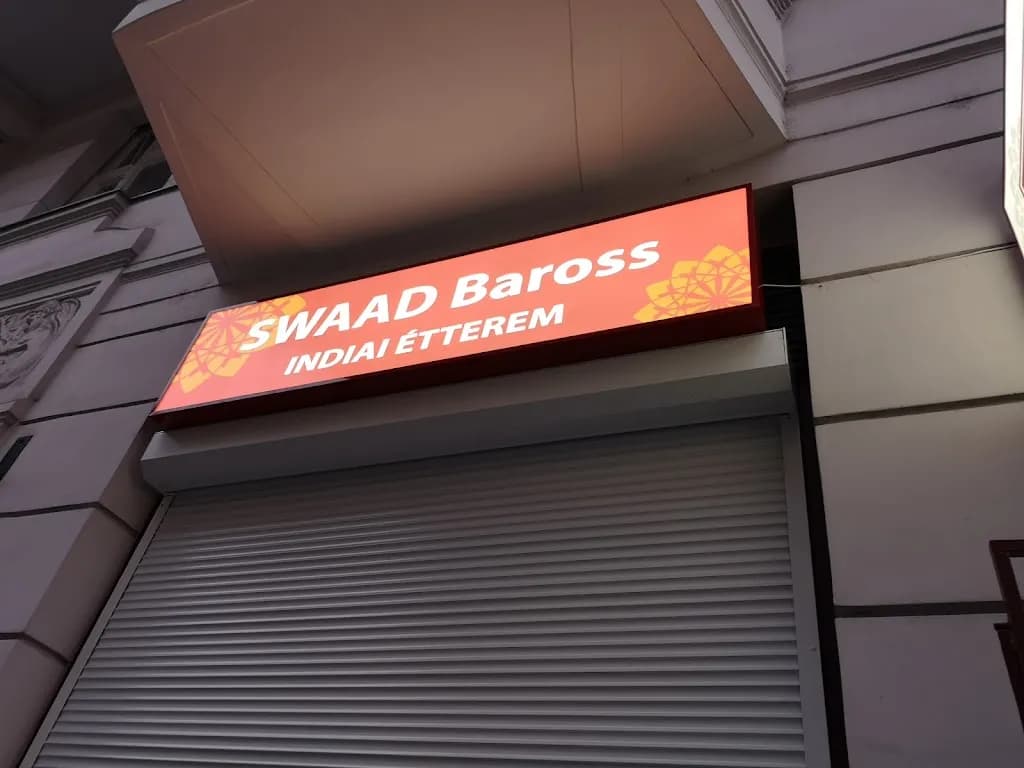 SWAAD Baross
INDIAI ÉTTEREM